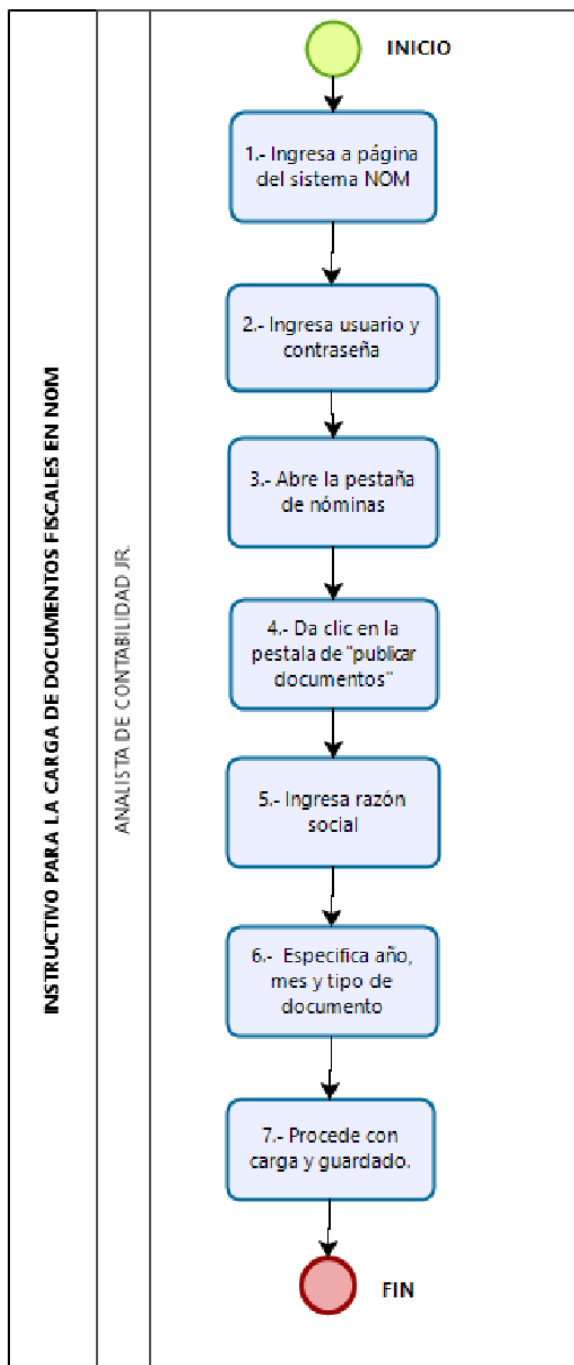 INSTRUCTIVO PARA LA CARGA DE DOCUMENTOS FISCALES EN NOM
ANALISTA DE CONTABILIDAD JR.
INICIO
1.- Ingresa a página
del sistema NOM
2.- Ingresa usuario y
contraseña
3.- Abre la pestaña
de nóminas
4.- Da clic en la
pestala de "publicar
documentos"
5.- Ingresa razón
social
6.- Especifica año,
mes y tipo de
documento
7.- Procede con
carga y guardado.
FIN